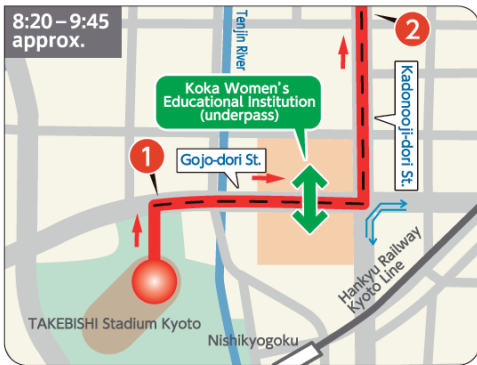 8:20–9:45
approx.
2
Tenjin River
Koka Women's
Educational Institution
(underpass)
Kadonooji-dori St.
1
Gojo-dori St.
Hankyu Railway
Kyoto Line
TAKEBISHI Stadium Kyoto
Nishikyogoku